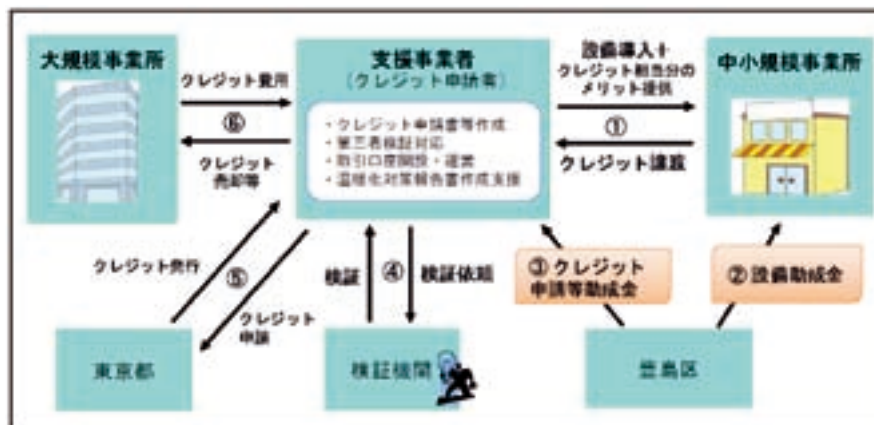 大規模事業所
クレジット費用
⑥
クレジット
売却等
支援事業者
(クレジット申請者)
・クレジット申請書等作成
・第三者検証対応
・取引口座開設・運営
・温暖化対策報告書作成支援
設備導入+
クレジット相当分の
メリット提供
①
クレジット譲渡
中小規模事業所
クレジット発行
⑤
クレジット
申請
検証
④
検証依頼
③クレジット
申請等助成金
②設備助成金
東京都
検証機関
豊島区